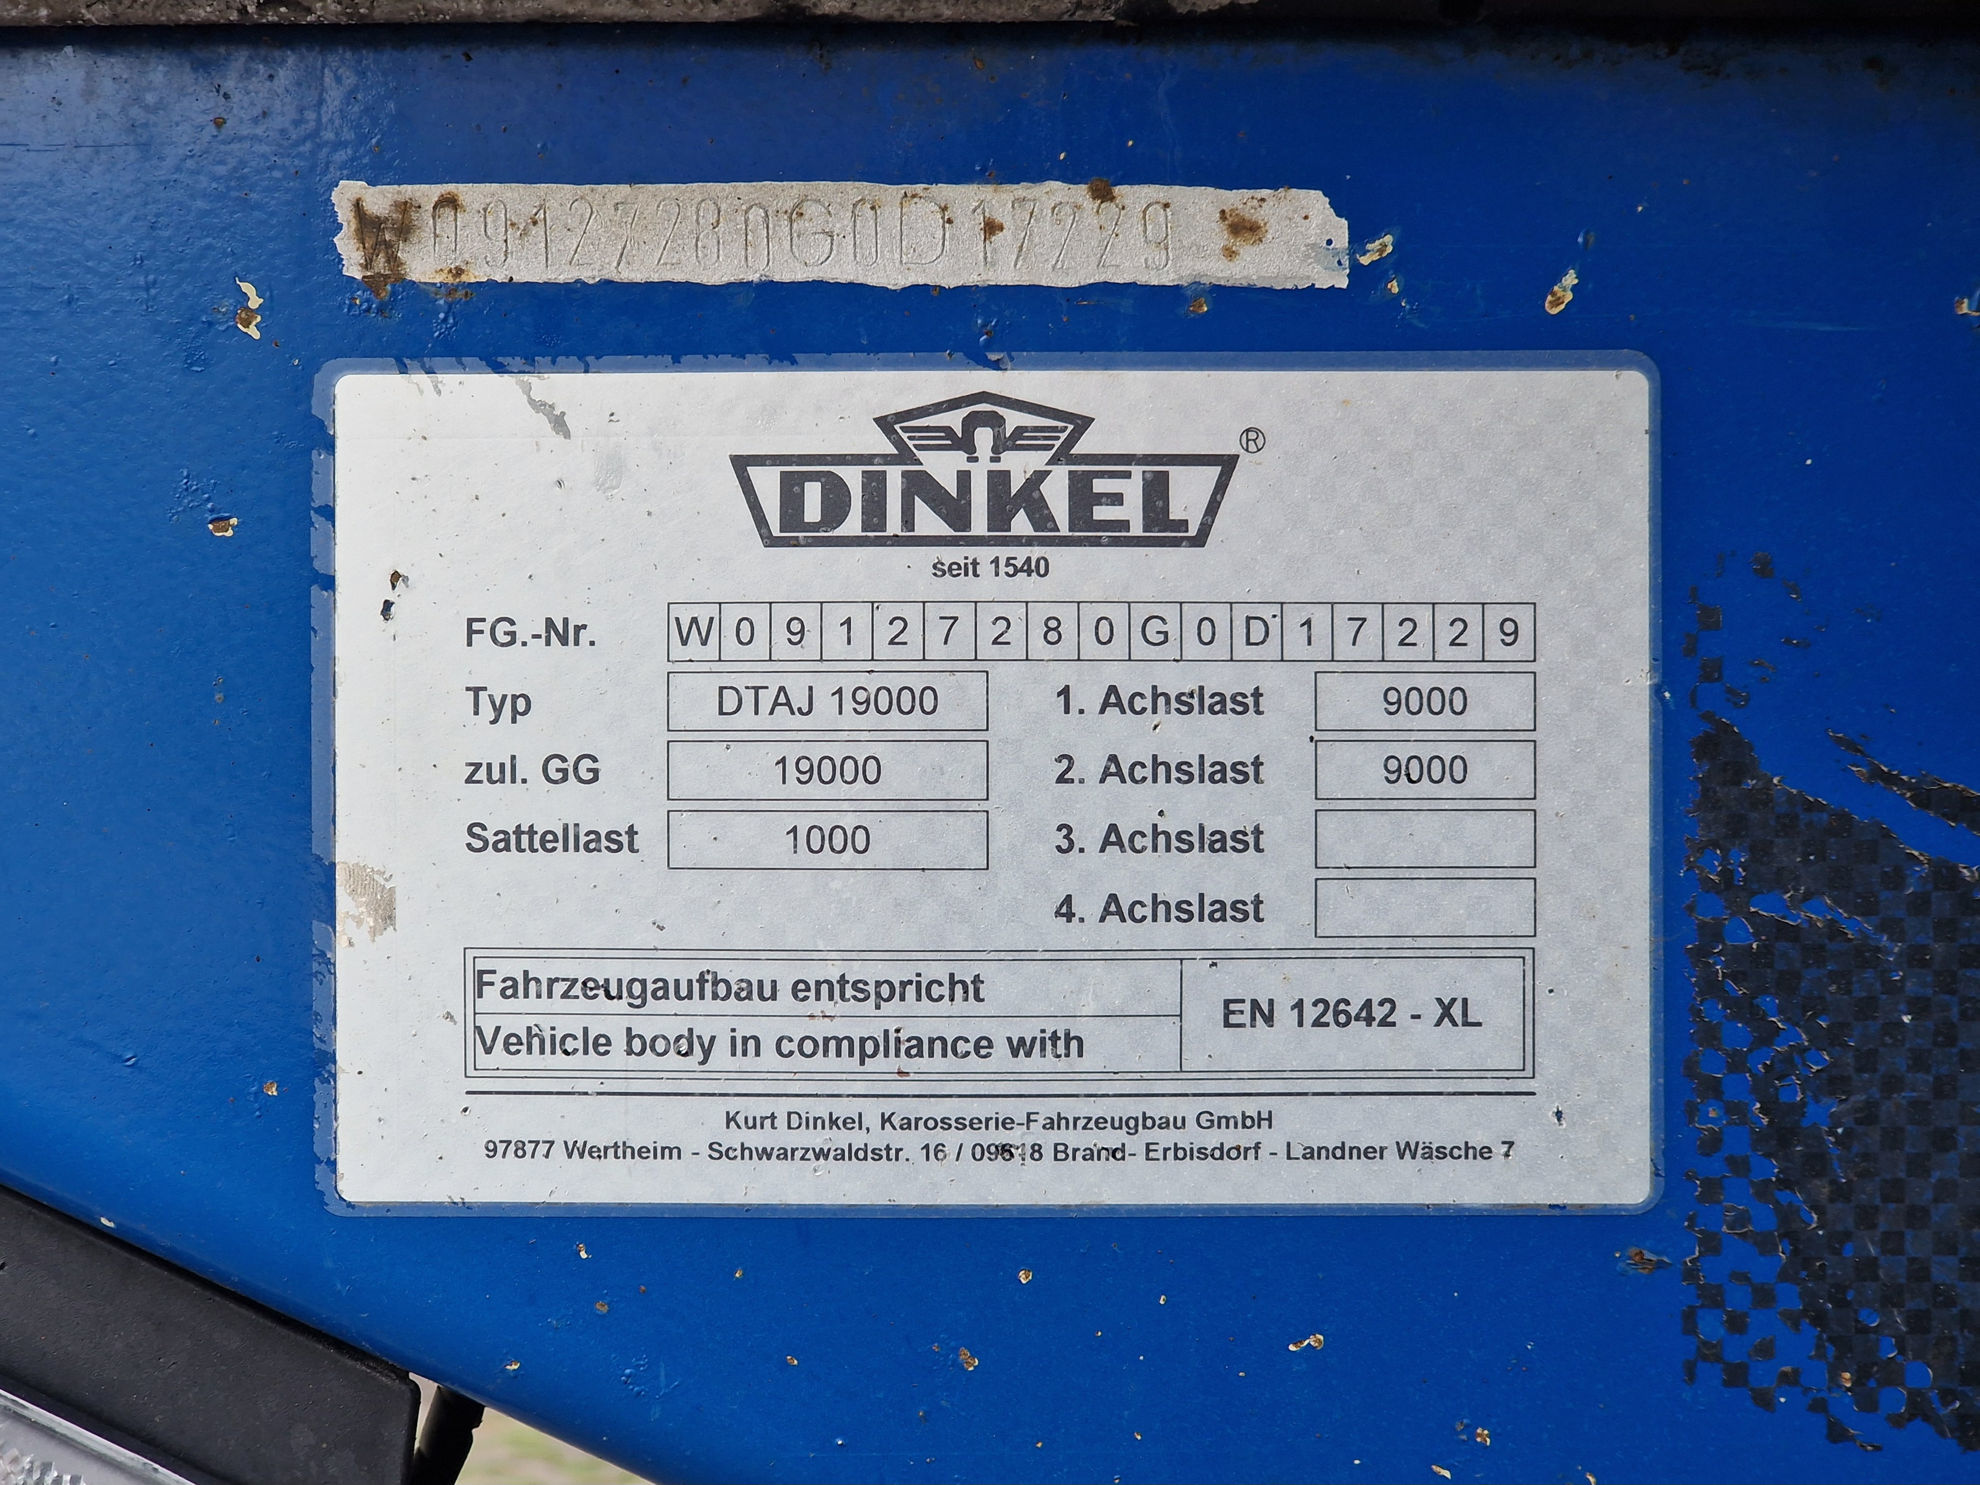 W09127280G0D17229
DINKEL ®
seit 1540
FG.-Nr. W09127280G0D17229
Typ DTAJ 19000 1. Achslast 9000
zul. GG 19000 2. Achslast 9000
Sattellast 1000 3. Achslast
4. Achslast
Fahrzeugaufbau entspricht
EN 12642 - XL
Vehicle body in compliance with
Kurt Dinkel, Karosserie-Fahrzeugbau GmbH
97877 Wertheim - Schwarzwaldstr. 16 / 09618 Brand- Erbisdorf - Landner Wäsche 7